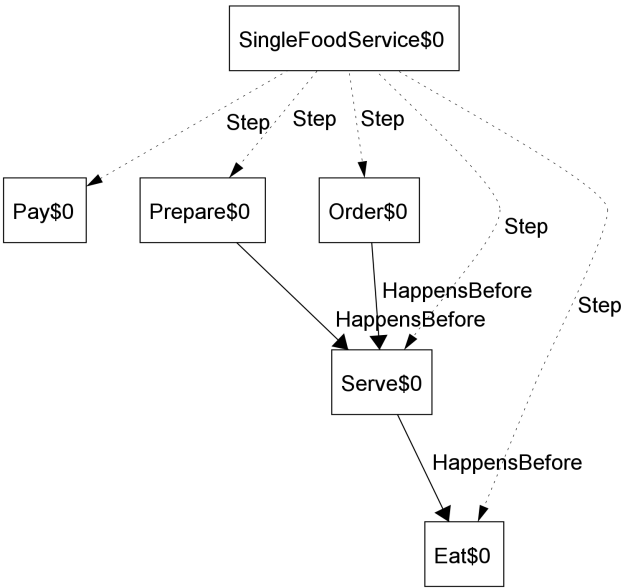 SingleFoodService$0
Step
Step
Step
Pay$0
Prepare$0
Order$0
Step
HappensBefore
Step
HappensBefore
Serve$0
HappensBefore
Eat$0